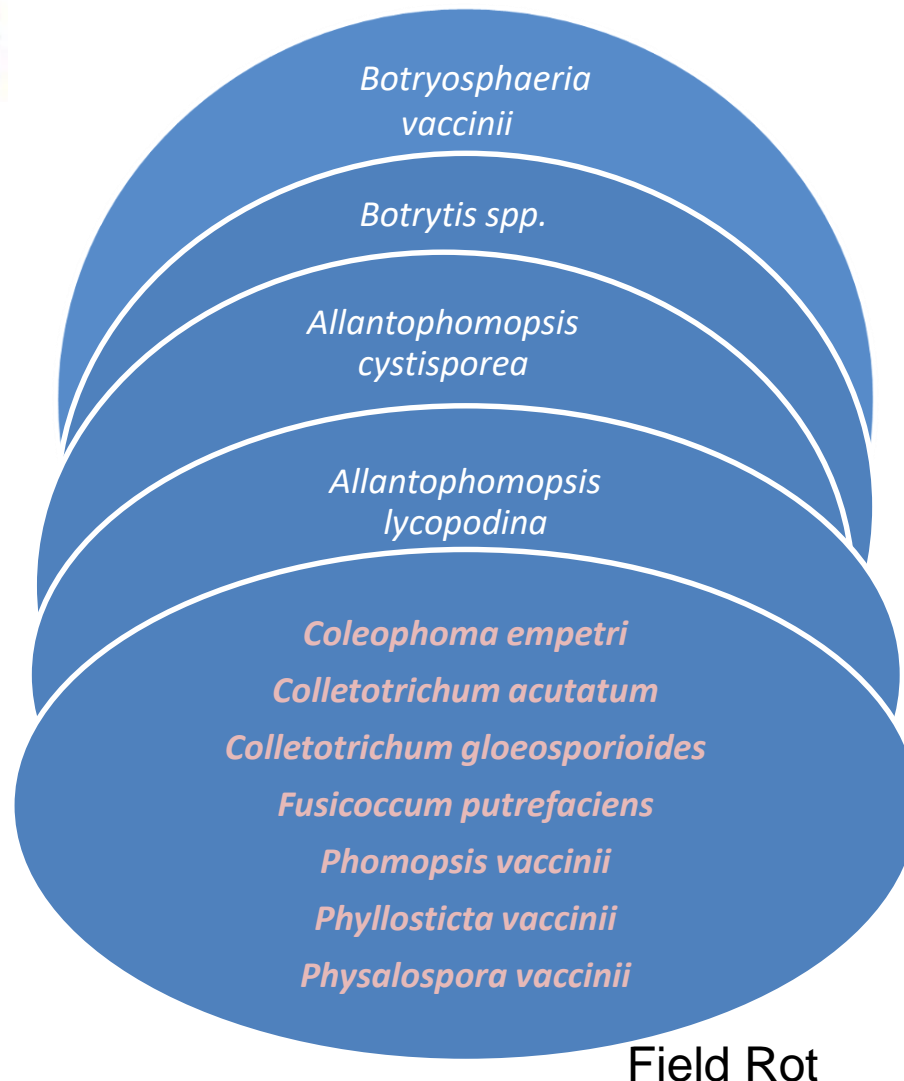 Botryosphaeria
vaccinii
Botrytis spp.
Allantophomopsis
cystisporea
Allantophomopsis
lycopodina
Coleophoma empetri
Colletotrichum acutatum
Colletotrichum gloeosporioides
Fusicoccum putrefaciens
Phomopsis vaccinii
Phyllosticta vaccinii
Physalospora vaccinii
Field Rot